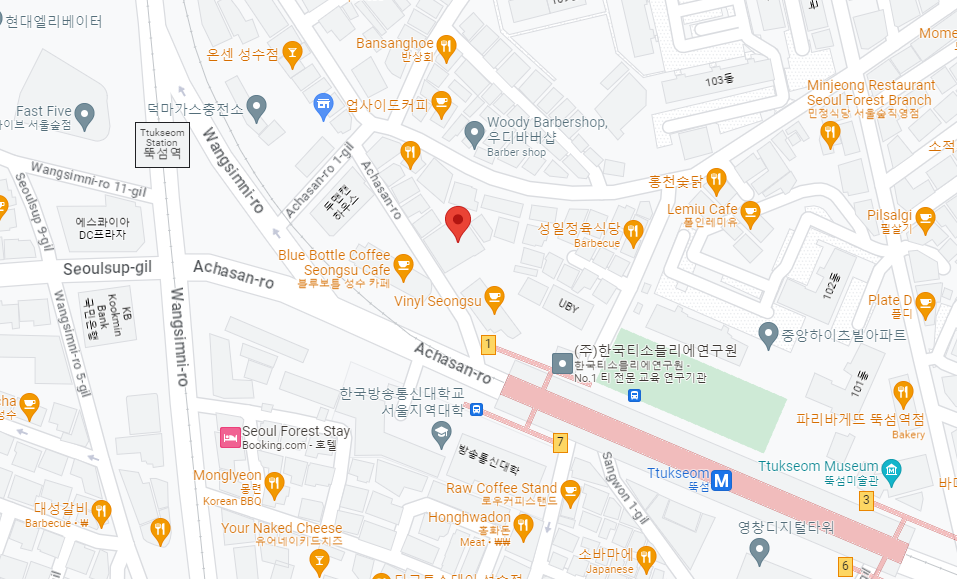 현대엘리베이터
온센 성수점
Bansanghoe
반상회
103동
Minjeong Restaurant
Seoul Forest Branch
민정식당 서울숲직영점
Fast Five
서울숲점
덕마가스충전소
업사이드커피
Woody Barbershop,
우디바버샵
Barber shop
Ttukseom
Station
뚝섬역
Wangsimni-ro
Wangsimni-ro 11-gil
Achasan-ro 1-gil
Achasan-ro
Seoulsup 9-gil
에스콰이아
DC프라자
홍천숯닭
Lemiu Cafe
폴인레미유
Pilsalgi
필살기
성일정육식당
Barbecue
Blue Bottle Coffee
Seongsu Cafe
블루보틀 성수 카페
Seoulsup-gil
Achasan-ro
Vinyl Seongsu
UBY
102동
Plate D
플디
KB
Kookmin
Bank
국민은행
Wangsimni-ro
Wangsimni-ro 5-gil
1
Achasan-ro
(주)한국티소믈리에연구원
한국티소믈리에연구원 -
No.1 티 전문 교육 연구기관
중앙하이츠빌아파트
101동
한국방송통신대학교
서울지역대학
파리바게뜨 뚝섬역점
Bakery
Seoul Forest Stay
Booking.com - 호텔
7
방송통신대학
Ttukseom
뚝섬
M
Ttukseom Museum
뚝섬미술관
3
Monglyeon
몽련
Korean BBQ
Raw Coffee Stand
로우커피스탠드
Sangwon 1-gil
대성갈비
Barbecue • ₩
Your Naked Cheese
유어네이키드치즈
Honghwadon
홍화돈
Meat • ₩₩
영창디지털타워
소바마에
Japanese
6